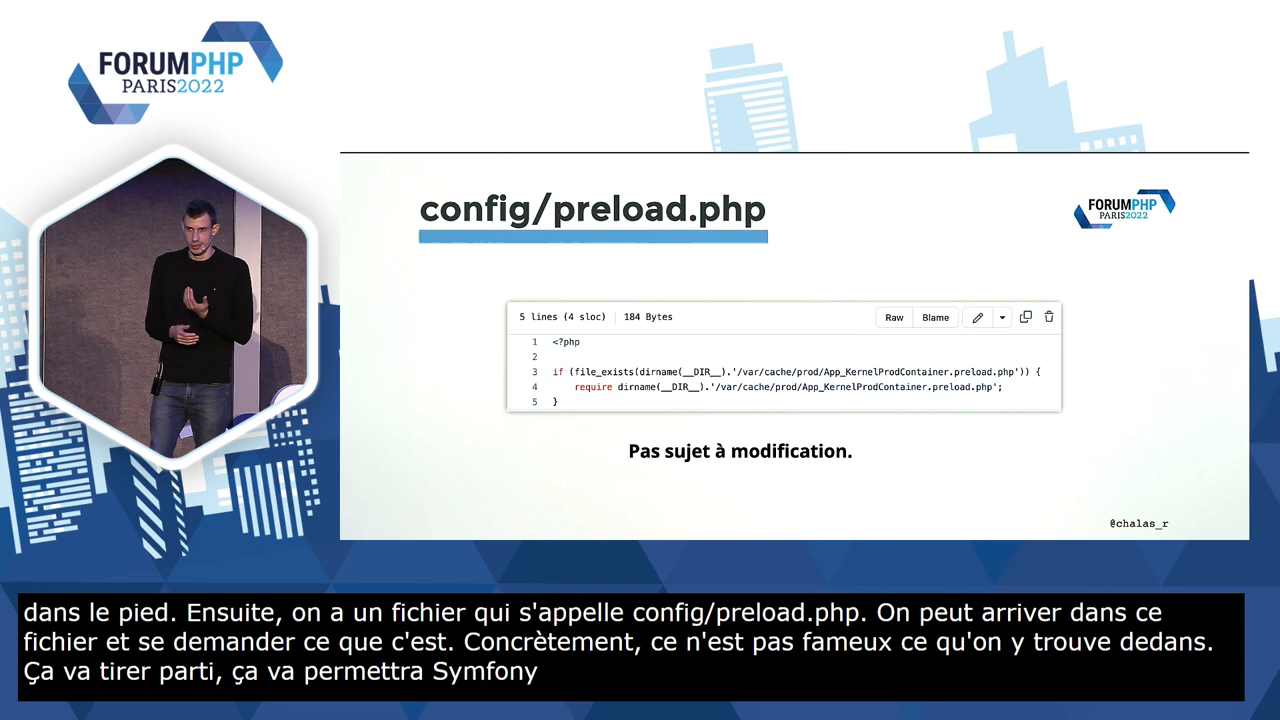 FORUMPHP
PARIS2022
config/preload.php
FORUMPHP
PARIS2022
5 lines (4 sloc) 184 Bytes Raw Blame
1 <?php
2
3 if (file_exists(dirname(__DIR__).'/var/cache/prod/App_KernelProdContainer.preload.php')) {
4 require dirname(__DIR__).'/var/cache/prod/App_KernelProdContainer.preload.php';
5 }
Pas sujet à modification.
@chalas_r
dans le pied. Ensuite, on a un fichier qui s'appelle config/preload.php. On peut arriver dans ce
fichier et se demander ce que c'est. Concrètement, ce n'est pas fameux ce qu'on y trouve dedans.
Ça va tirer parti, ça va permettra Symfony